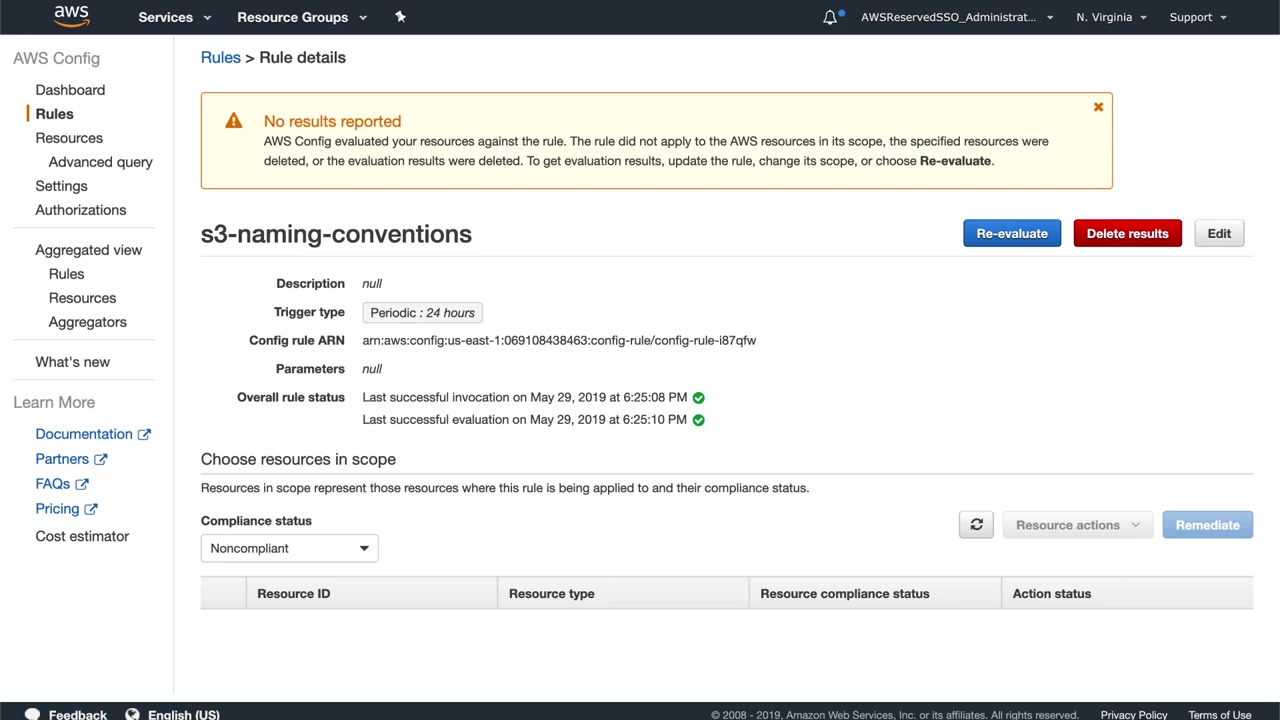 aws
Services
Resource Groups
AWSReservedSSO_Administrat...
N. Virginia
Support
AWS Config
Dashboard
Rules
Resources
Advanced query
Settings
Authorizations
Aggregated view
Rules
Resources
Aggregators
What's new
Learn More
Documentation
Partners
FAQs
Pricing
Cost estimator
Rules > Rule details
No results reported
AWS Config evaluated your resources against the rule. The rule did not apply to the AWS resources in its scope, the specified resources were
deleted, or the evaluation results were deleted. To get evaluation results, update the rule, change its scope, or choose Re-evaluate.
s3-naming-conventions
Re-evaluate
Delete results
Edit
Description null
Trigger type Periodic : 24 hours
Config rule ARN arn:aws:config:us-east-1:069108438463:config-rule/config-rule-i87qfw
Parameters null
Overall rule status Last successful invocation on May 29, 2019 at 6:25:08 PM
Last successful evaluation on May 29, 2019 at 6:25:10 PM
Choose resources in scope
Resources in scope represent those resources where this rule is being applied to and their compliance status.
Compliance status
Noncompliant
Resource actions
Remediate
Resource ID Resource type Resource compliance status Action status
Feedback
English (US)
© 2008 - 2019, Amazon Web Services, Inc. or its affiliates. All rights reserved.
Privacy Policy
Terms of Use